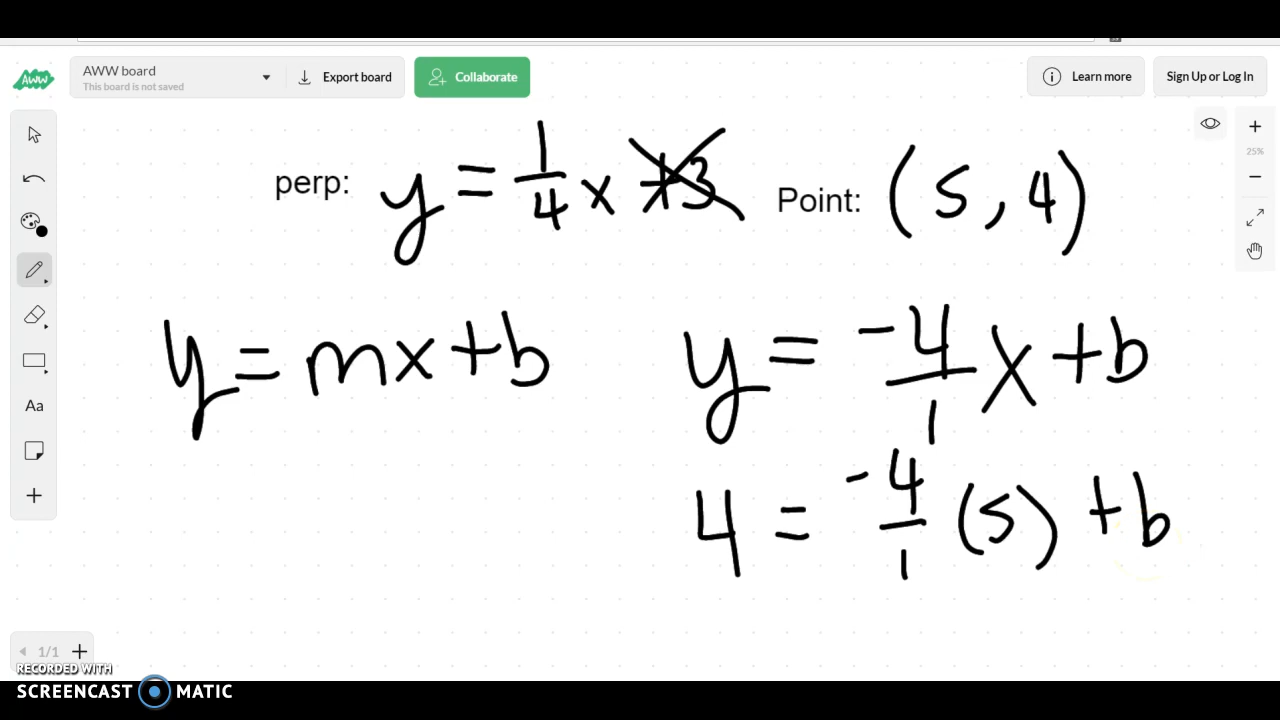 AWW
AWW board
This board is not saved
Export board
Collaborate
Learn more
Sign Up or Log In
perp: y = 1/4 x +3 Point: (5, 4)
25%
y = mx + b
y = -4/1 x + b
Aa
4 = -4/1 (5) + b
1/1
RECORDED WITH
SCREENCAST MATIC